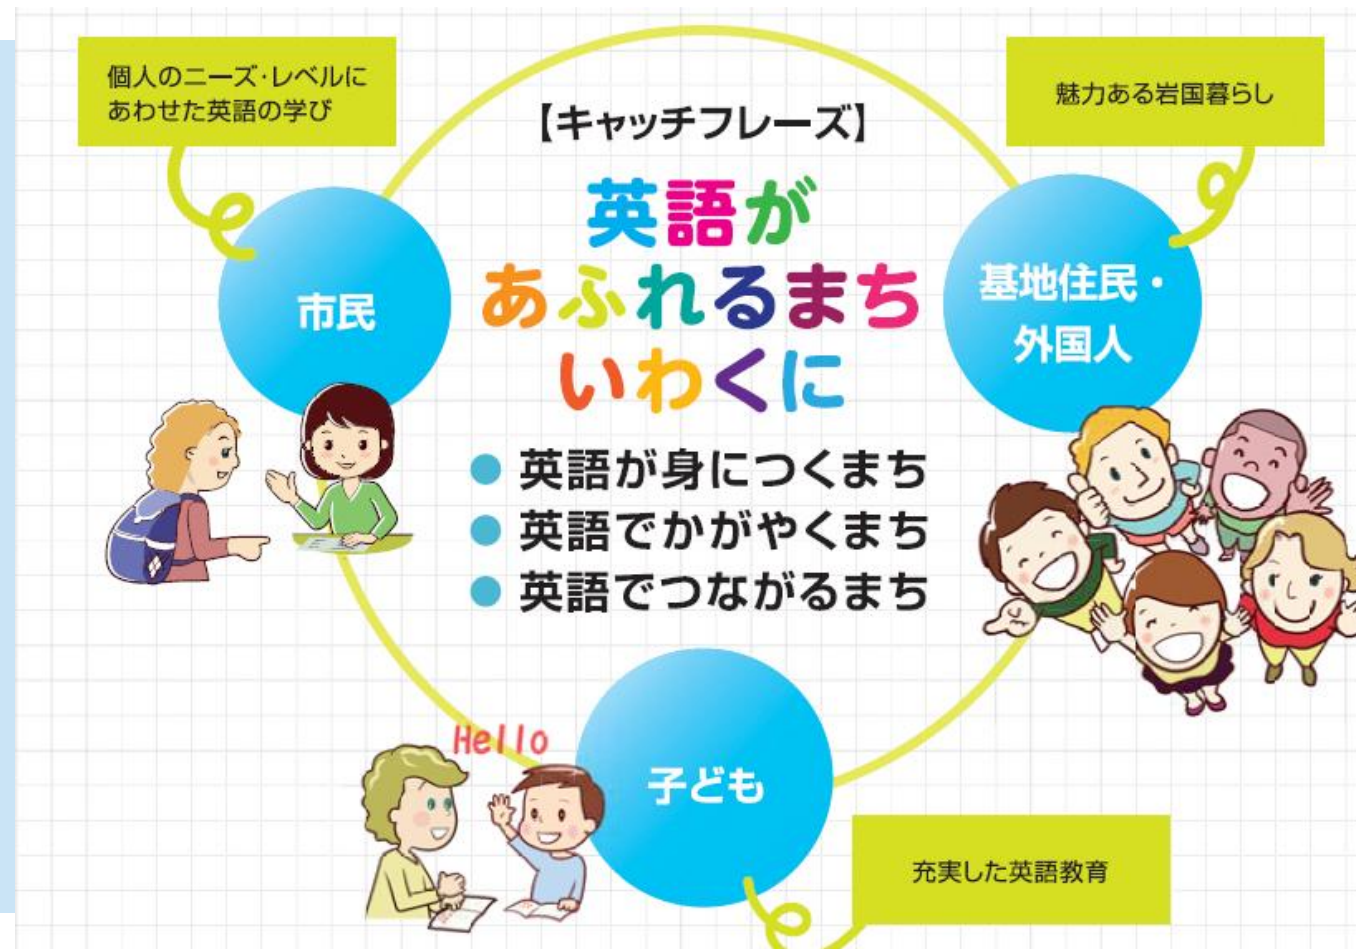 個人のニーズ・レベルに
あわせた英語の学び
魅力ある岩国暮らし
【キャッチフレーズ】
英語が
あふれるまち
いわくに
市民
基地住民・
外国人
● 英語が身につくまち
● 英語でかがやくまち
● 英語でつながるまち
Hello
子ども
充実した英語教育